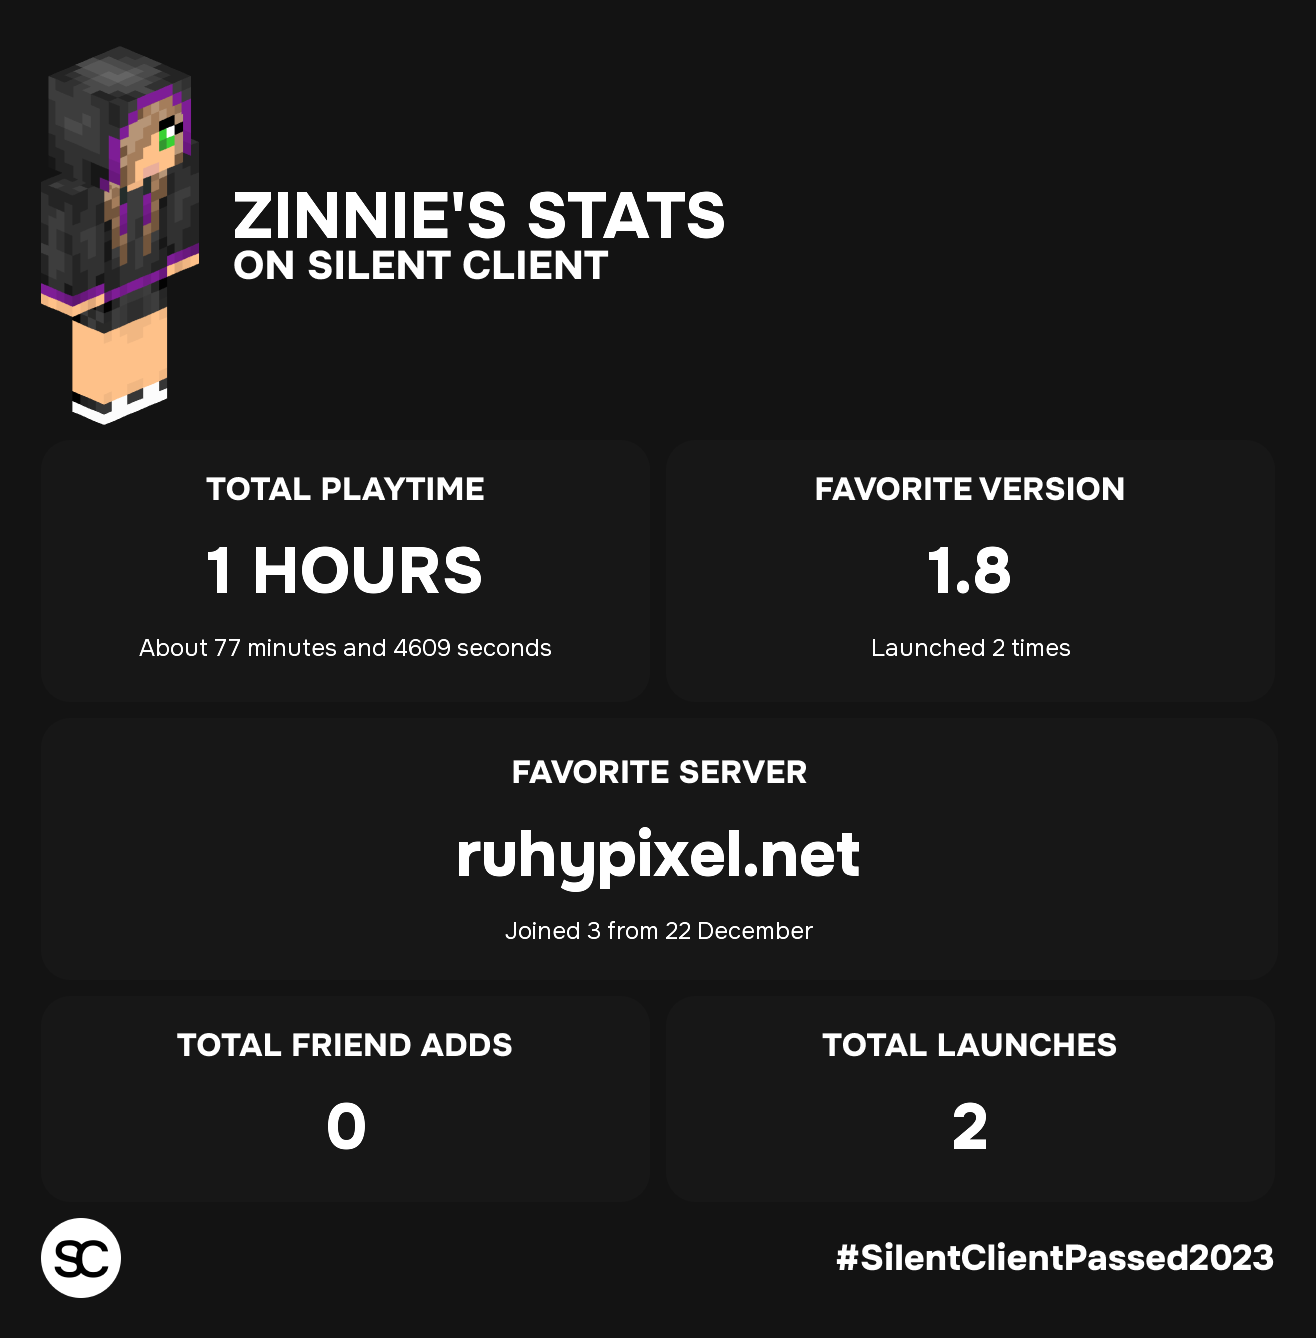 ZINNIE'S STATS
ON SILENT CLIENT
TOTAL PLAYTIME
1 HOURS
About 77 minutes and 4609 seconds
FAVORITE VERSION
1.8
Launched 2 times
FAVORITE SERVER
ruhypixel.net
Joined 3 from 22 December
TOTAL FRIEND ADDS
0
TOTAL LAUNCHES
2
SC
#SilentClientPassed2023